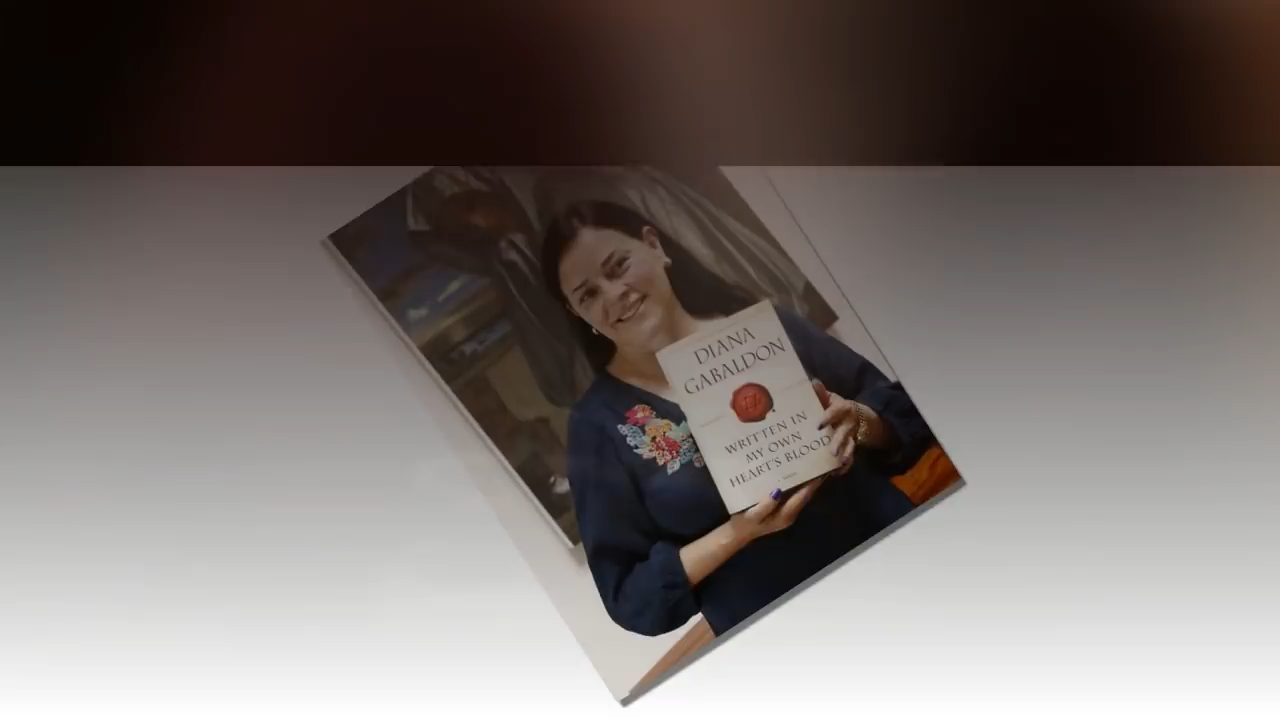 DIANA
GABALDON
WRITTEN IN
MY OWN
HEART'S BLOOD